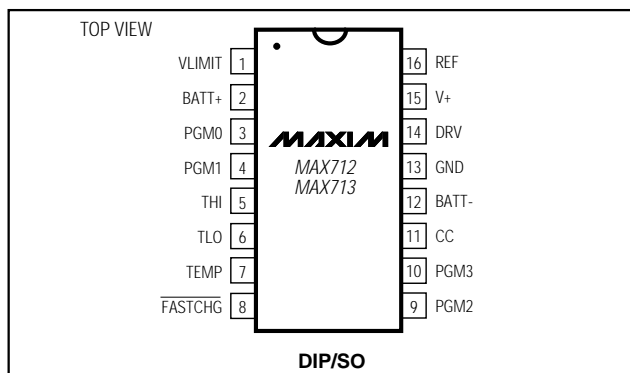 TOP VIEW
VLIMIT 1
BATT+ 2
PGM0 3
PGM1 4
THI 5
TLO 6
TEMP 7
FASTCHG 8
MAXIM
MAX712
MAX713
16 REF
15 V+
14 DRV
13 GND
12 BATT-
11 CC
10 PGM3
9 PGM2
DIP/SO